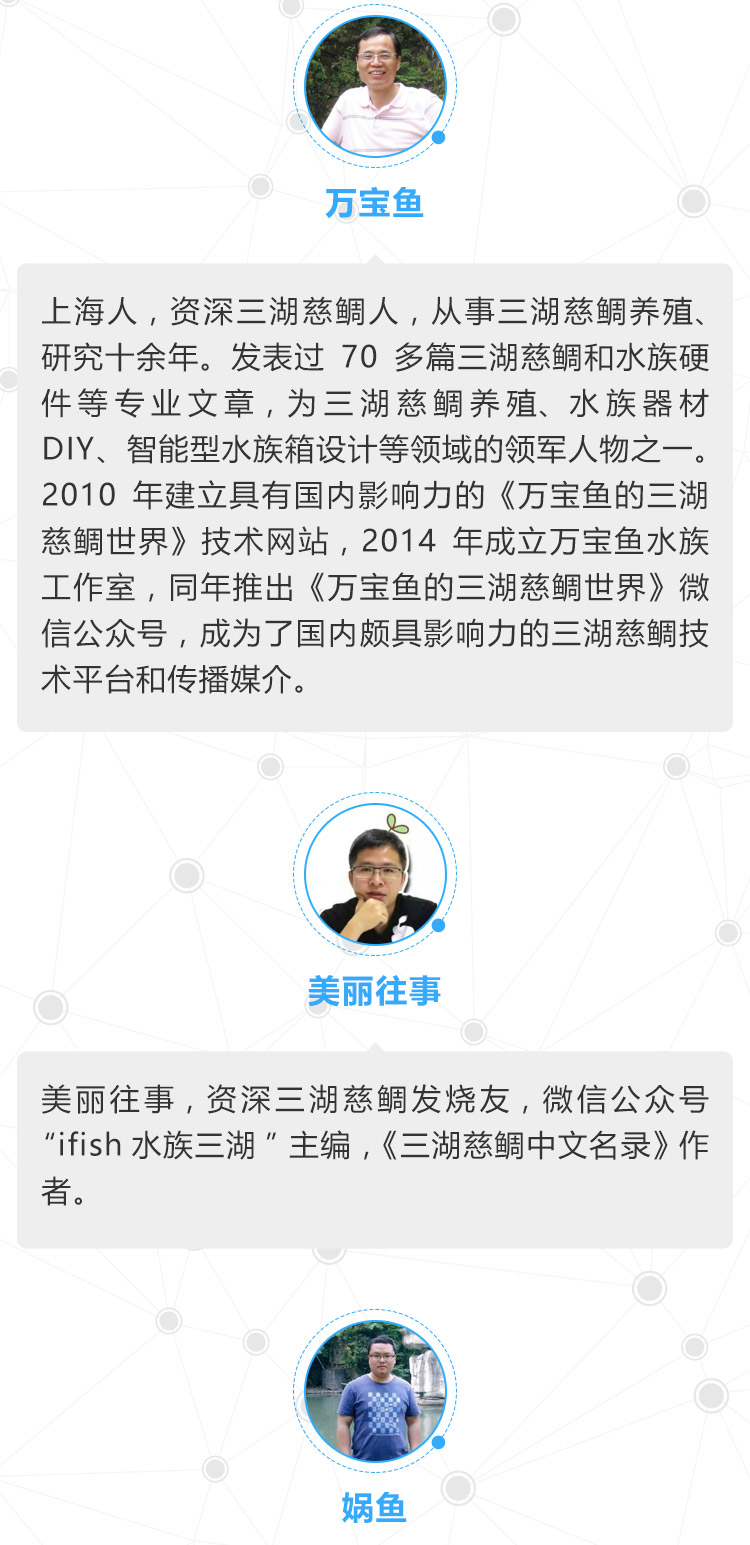 万宝鱼
上海人，资深三湖慈鲷人，从事三湖慈鲷养殖、
研究十余年。发表过 70 多篇三湖慈鲷和水族硬
件等专业文章，为三湖慈鲷养殖、水族器材
DIY、智能型水族箱设计等领域的领军人物之一。
2010 年建立具有国内影响力的《万宝鱼的三湖
慈鲷世界》技术网站，2014 年成立万宝鱼水族
工作室，同年推出《万宝鱼的三湖慈鲷世界》微
信公众号，成为了国内颇具影响力的三湖慈鲷技
术平台和传播媒介。
美丽往事
美丽往事，资深三湖慈鲷发烧友，微信公众号
“ifish 水族三湖 ” 主编，《三湖慈鲷中文名录》作
者。
娲鱼